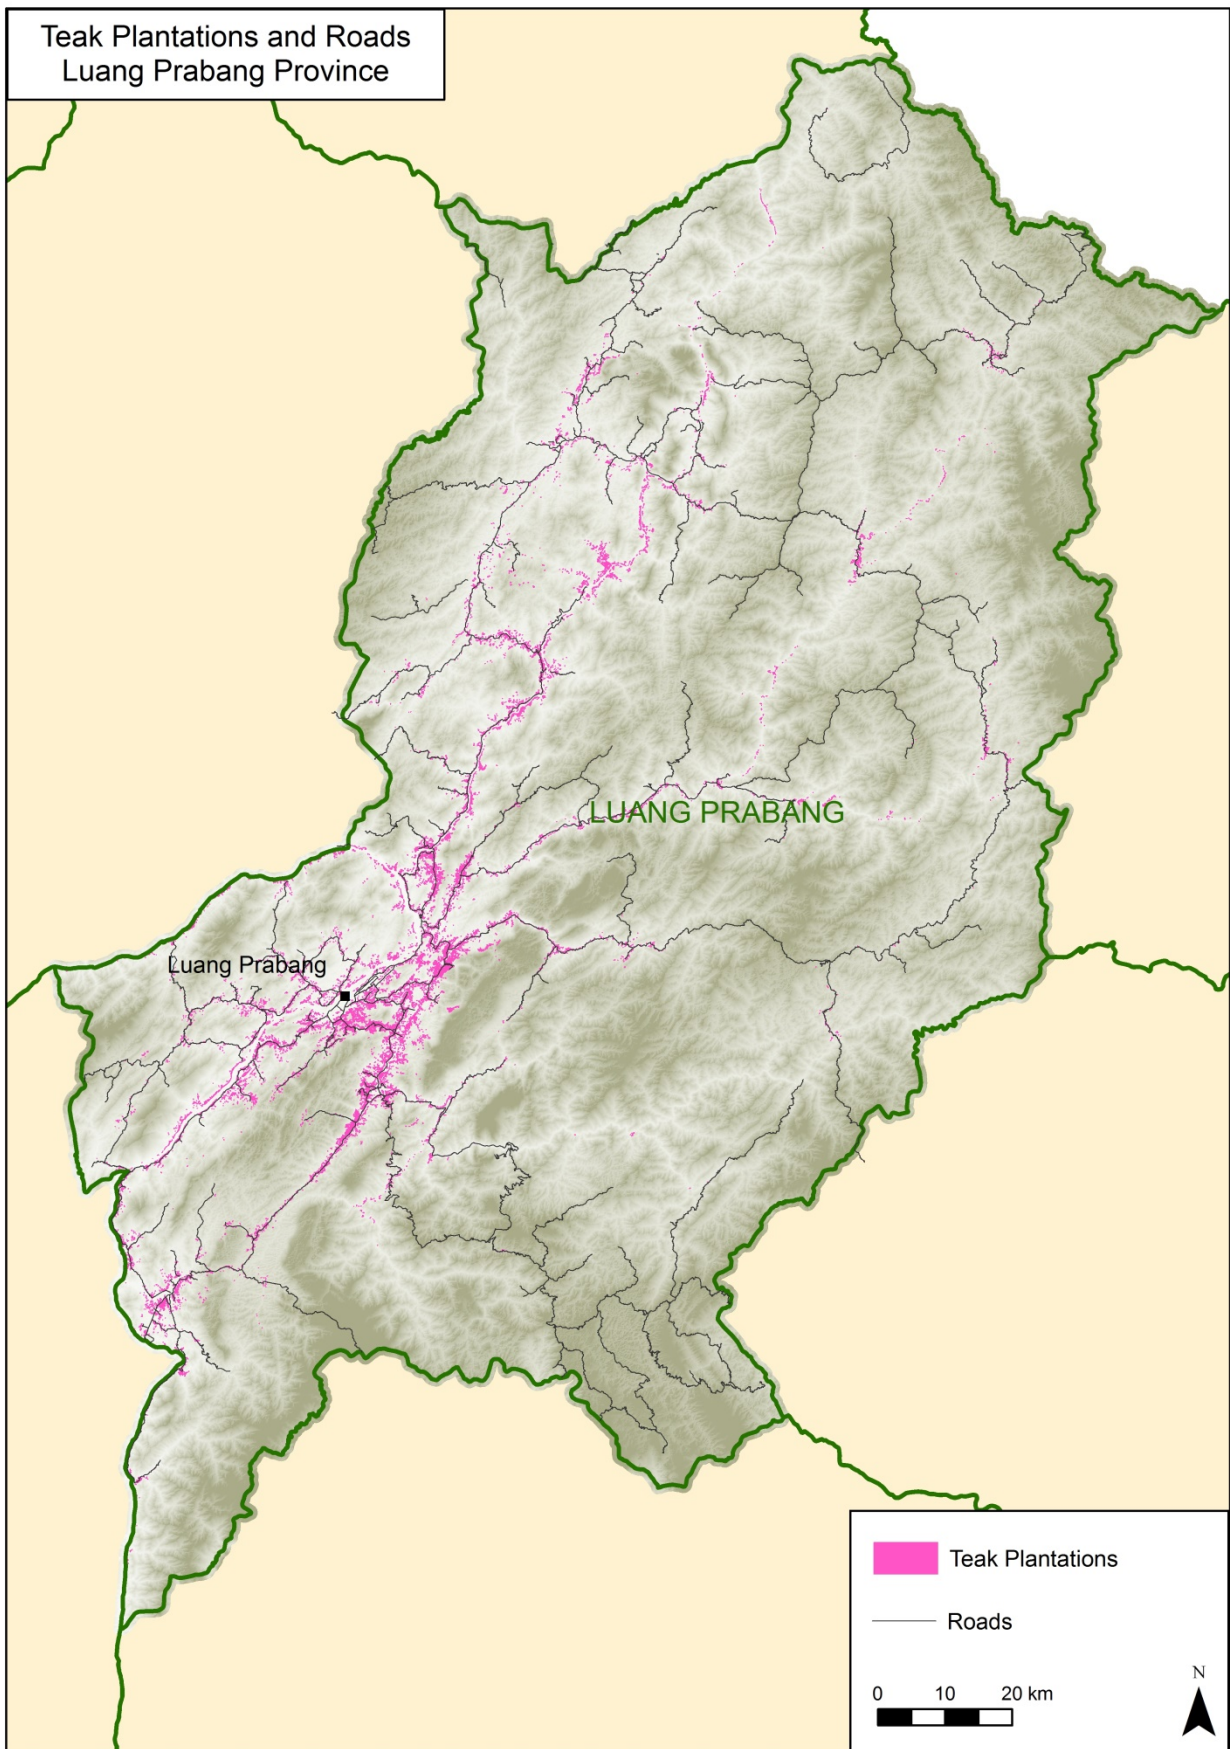 Teak Plantations and Roads
Luang Prabang Province
LUANG PRABANG
Luang Prabang
Teak Plantations
Roads
N
0 10 20 km